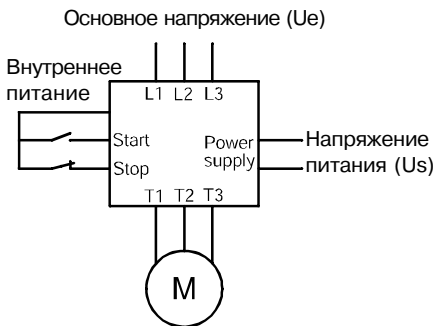 Основное напряжение (Ue)
Внутреннее
питание
L1 L2 L3
Start
Stop
Power
supply
Напряжение
питания (Us)
T1 T2 T3
M